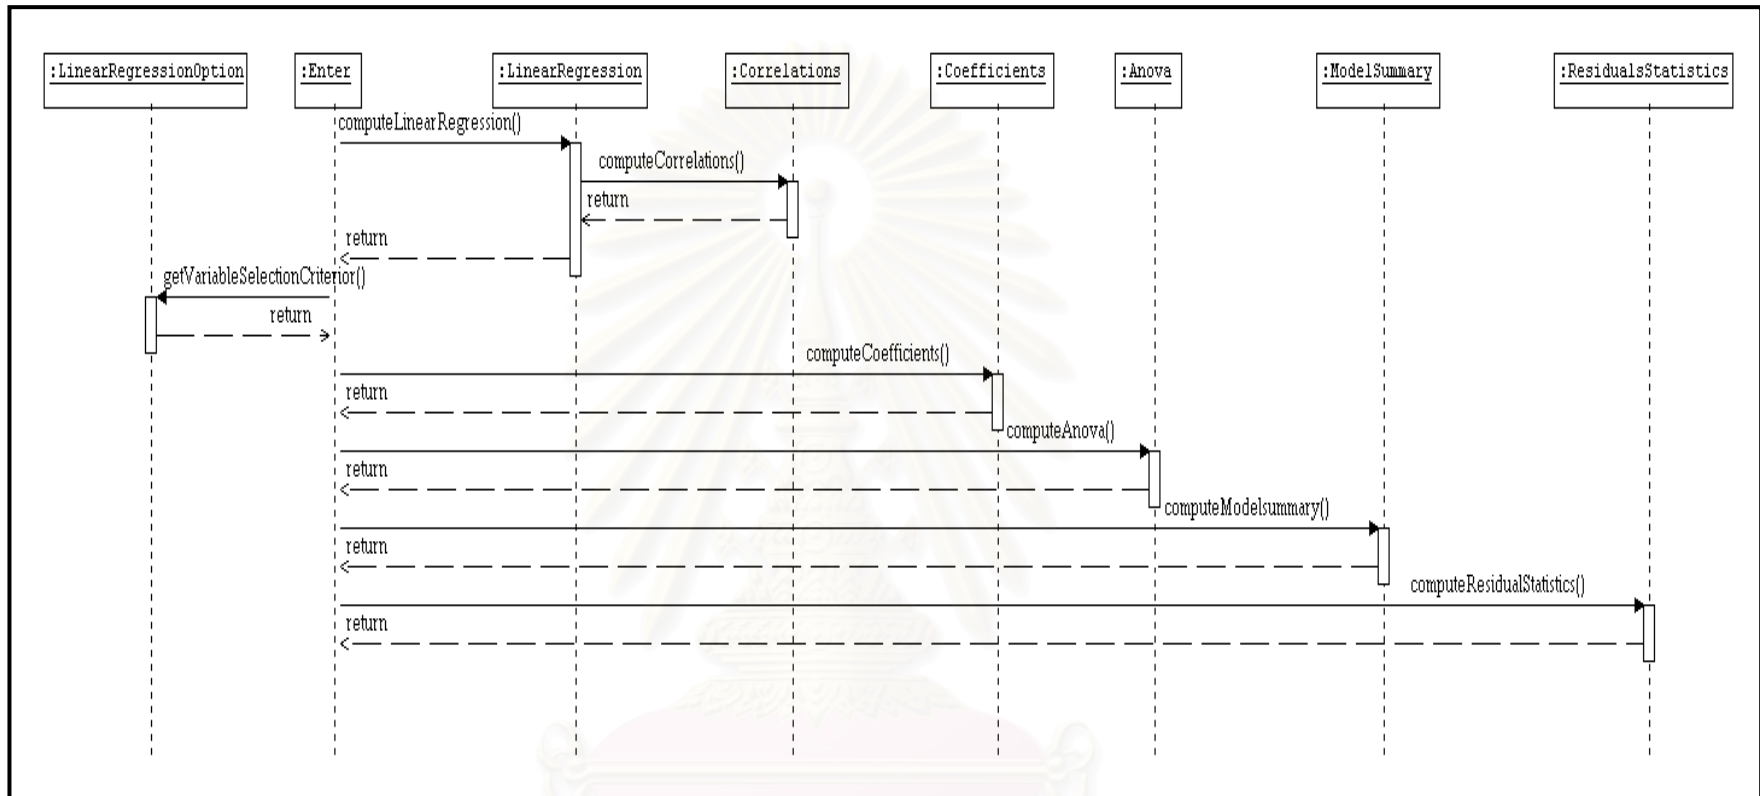 :LinearRegressionOption
:Enter
:LinearRegression
:Correlations
:Coefficients
:Anova
:ModelSummary
:ResidualsStatistics
computeLinearRegression()
computeCorrelations()
return
return
getVariableSelectionCriterior()
return
computeCoefficients()
return
computeAnova()
return
computeModelsummary()
return
computeResidualStatistics()
return